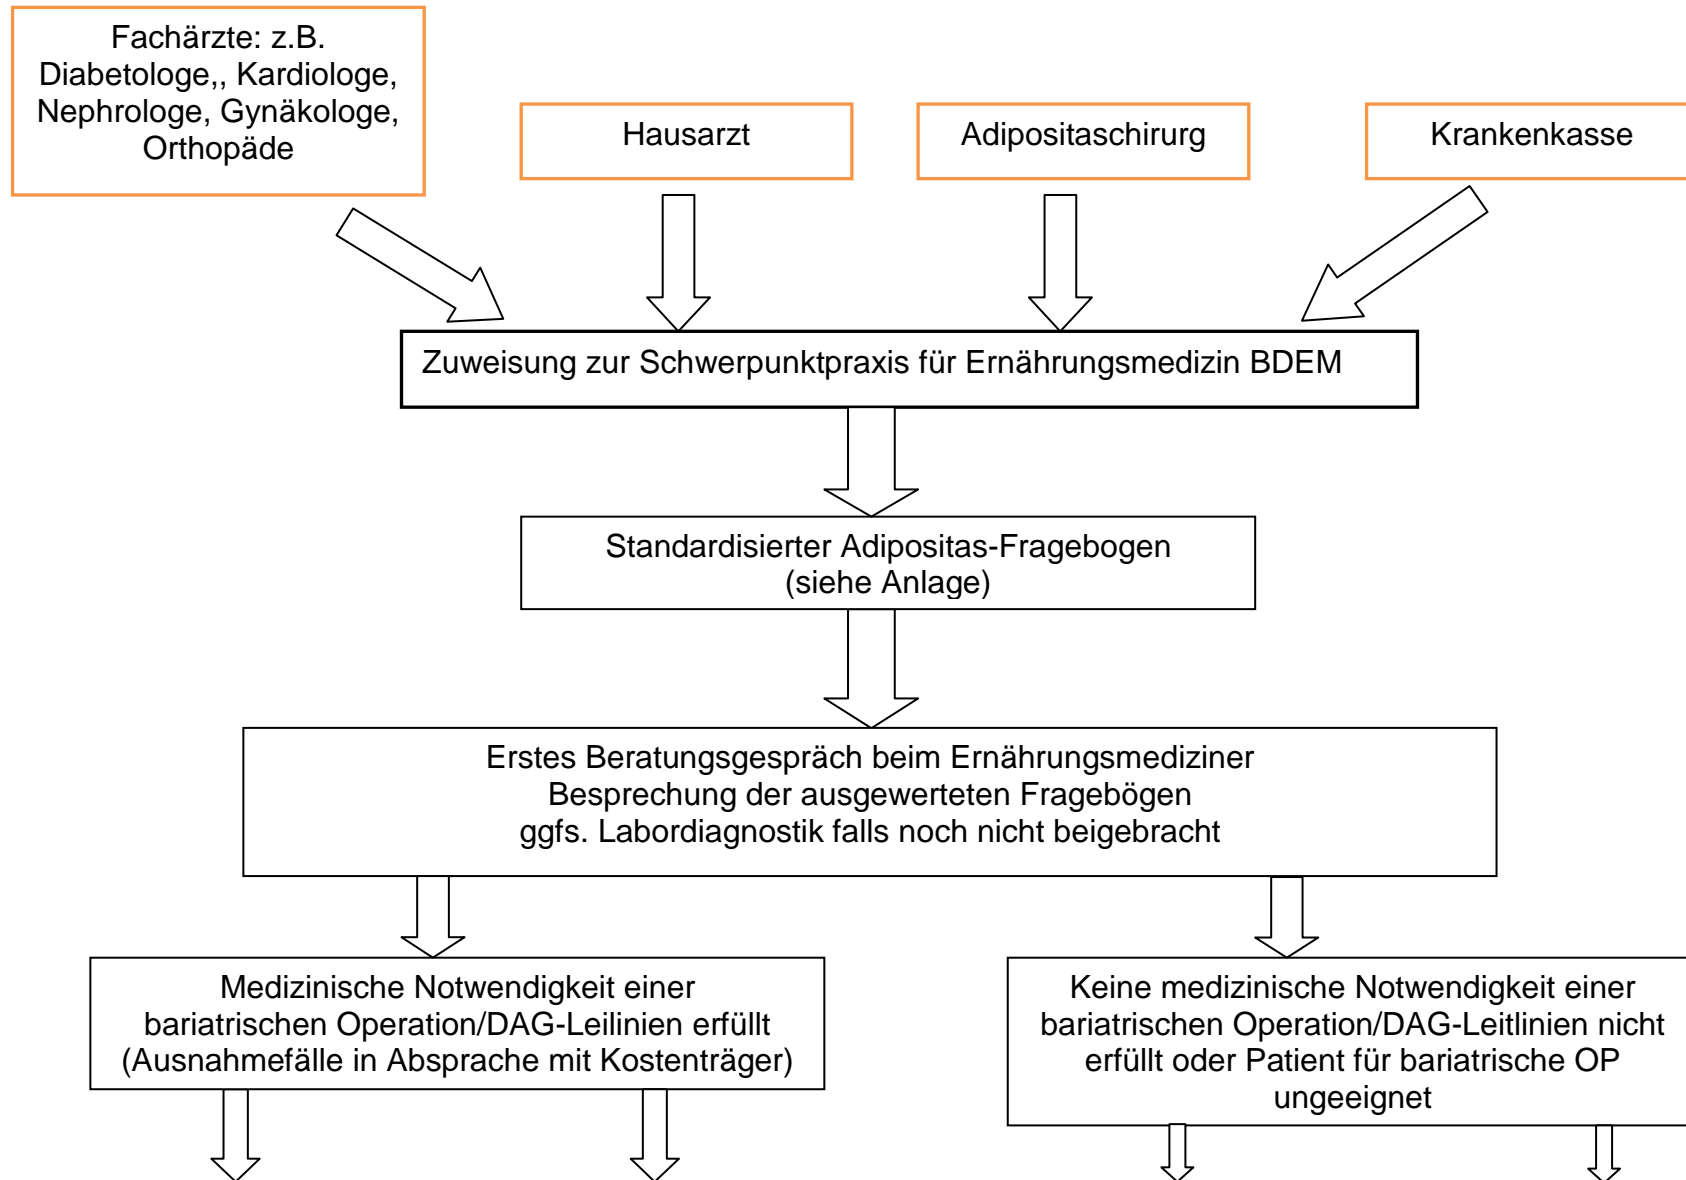 Fachärzte: z.B.
Diabetologe,, Kardiologe,
Nephrologe, Gynäkologe,
Orthopäde
Hausarzt
Adipositaschirurg
Krankenkasse
Zuweisung zur Schwerpunktpraxis für Ernährungsmedizin BDEM
Standardisierter Adipositas-Fragebogen
(siehe Anlage)
Erstes Beratungsgespräch beim Ernährungsmediziner
Besprechung der ausgewerteten Fragebögen
ggfs. Labordiagnostik falls noch nicht beigebracht
Medizinische Notwendigkeit einer
bariatrischen Operation/DAG-Leilinien erfüllt
(Ausnahmefälle in Absprache mit Kostenträger)
Keine medizinische Notwendigkeit einer
bariatrischen Operation/DAG-Leitlinien nicht
erfüllt oder Patient für bariatrische OP
ungeeignet